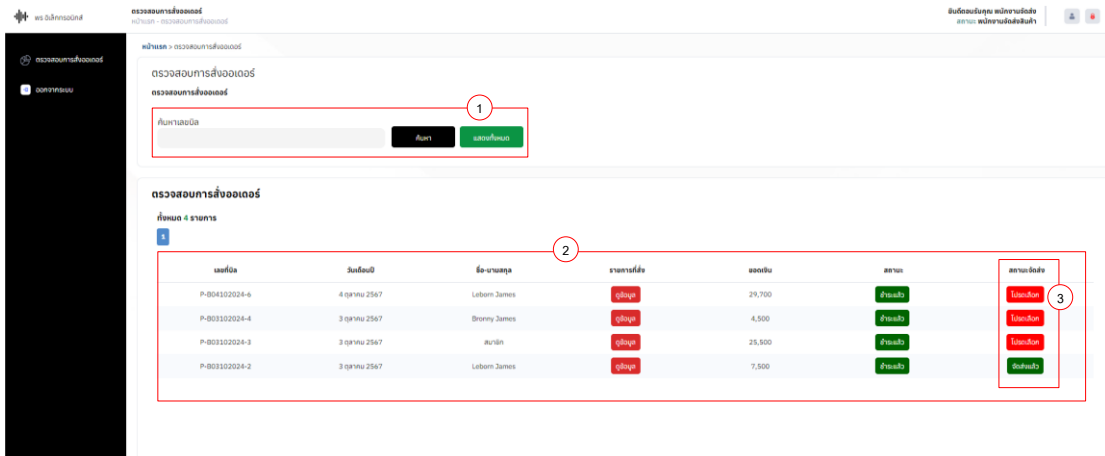 พร อิเล็กทรอนิกส์
ตรวจสอบการสั่งออเดอร์
หน้าแรก - ตรวจสอบการสั่งออเดอร์
ยินดีตอนรับคุณ พนักงานจัดส่ง
สถานะ พนักงานจัดส่งสินค้า
ตรวจสอบการสั่งออเดอร์
ออกจากระบบ
หน้าแรก > ตรวจสอบการสั่งออเดอร์
ตรวจสอบการสั่งออเดอร์
ตรวจสอบการสั่งออเดอร์
1
ค้นหาเลขบิล
ค้นหา แสดงทั้งหมด
ตรวจสอบการสั่งออเดอร์
ทั้งหมด 4 รายการ
1
2
เลขที่บิล วันเดือนปี ชื่อ-นามสกุล รายการที่สั่ง ยอดเงิน สถานะ สถานะจัดส่ง
P-B04102024-6 4 ตุลาคม 2567 Leborn James ดูข้อมูล 29,700 ชำระแล้ว โปรดเลือก
3
P-B03102024-4 3 ตุลาคม 2567 Bronny James ดูข้อมูล 4,500 ชำระแล้ว โปรดเลือก
P-B03102024-3 3 ตุลาคม 2567 สมาชิก ดูข้อมูล 25,500 ชำระแล้ว โปรดเลือก
P-B03102024-2 3 ตุลาคม 2567 Leborn James ดูข้อมูล 7,500 ชำระแล้ว จัดส่งแล้ว